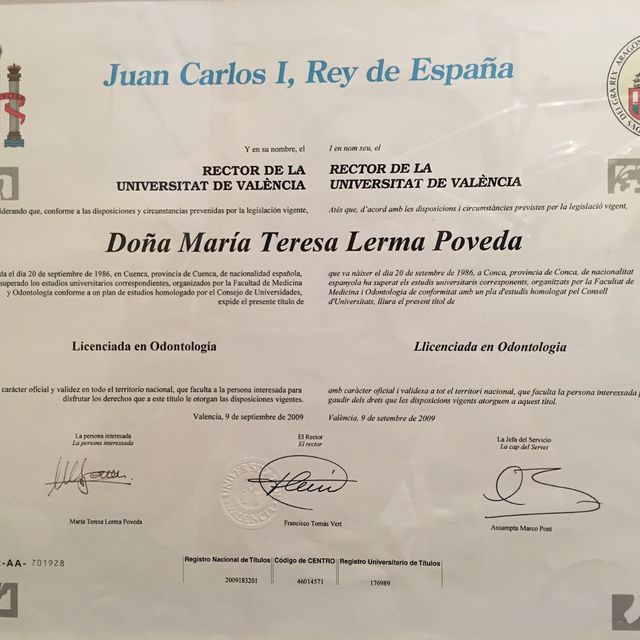 Juan Carlos I, Rey de España
Y en su nombre, el
RECTOR DE LA
UNIVERSITAT DE VALÈNCIA
I en nom seu, el
RECTOR DE LA
UNIVERSITAT DE VALÈNCIA
conforme a las disposiciones y circunstancias prevenidas por la legislación vigente,
Atés que, d'acord amb les disposicions i circumstàncies previstes per la legislació vigent,
Doña María Teresa Lerma Poveda
el día 20 de septiembre de 1986, en Cuenca, provincia de Cuenca, de nacionalidad española,
superado los estudios universitarios correspondientes, organizados por la Facultad de Medicina
y Odontología conforme a un plan de estudios homologado por el Consejo de Universidades,
expide el presente título de
que va nàixer el dia 20 de setembre de 1986, a Conca, província de Conca, de nacionalitat
espanyola ha superat els estudis universitaris corresponents, organitzats per la Facultat de
Medicina i Odontologia de conformitat amb un pla d'estudis homologat pel Consell
d'Universitats, lliura el present títol de
Licenciada en Odontología
Llicenciada en Odontologia
carácter oficial y validez en todo el territorio nacional, que faculta a la persona interesada para
disfrutar los derechos que a este título le otorgan las disposiciones vigentes.
amb caràcter oficial i validesa a tot el territori nacional, que faculta la persona interessada
gaudir dels drets que les disposicions vigents atorguen a aquest títol.
Valencia, 9 de septiembre de 2009
València, 9 de setembre de 2009
La persona interesada
La persona interessada
El Rector
El rector
La Jefa del Servicio
La cap del Servei
María Teresa Lerma Poveda
Francisco Tomás Vert
Assumpta Marco Pont
-AA- 701928
Registro Nacional de Títulos
Código de CENTRO
Registro Universitario de Títulos
2009183201
46014571
176989